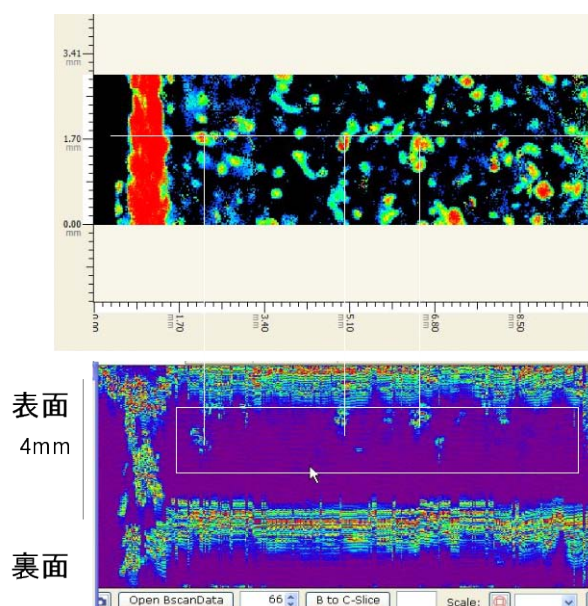 3.41
mm
1.70
mm
0.00
mm
.00
1.70
mm
3.40
mm
5.10
mm
6.80
mm
8.50
mm
表面
4mm
裏面
Open BscanData
66
B to C-Slice
Scale: